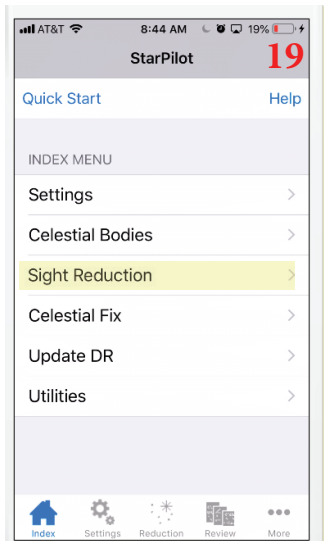 AT&T 8:44 AM 19%
StarPilot 19
Quick Start Help
INDEX MENU
Settings
Celestial Bodies
Sight Reduction
Celestial Fix
Update DR
Utilities
Index Settings Reduction Review More